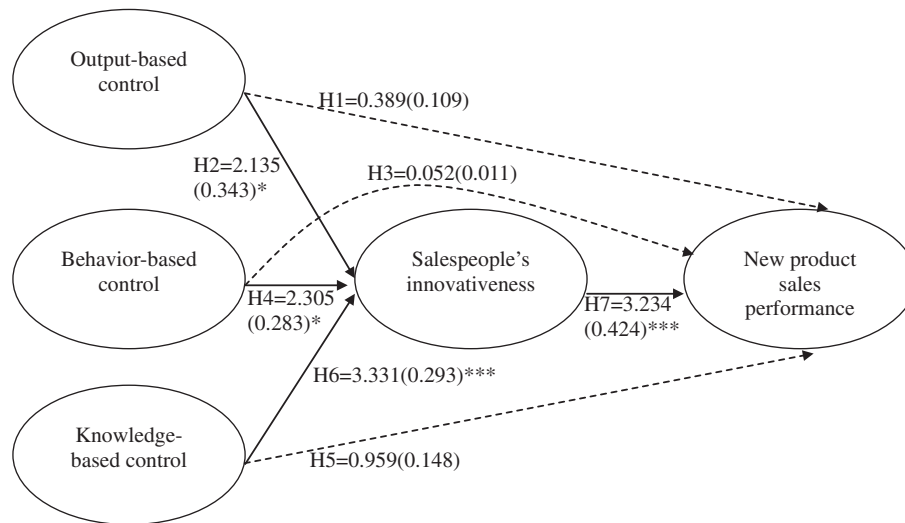 Output-based
control
H1=0.389(0.109)
H2=2.135
(0.343)*
H3=0.052(0.011)
Behavior-based
control
Salespeople's
innovativeness
New product
sales
performance
H4=2.305
(0.283)*
H7=3.234
(0.424)***
H6=3.331(0.293)***
Knowledge-
based control
H5=0.959(0.148)